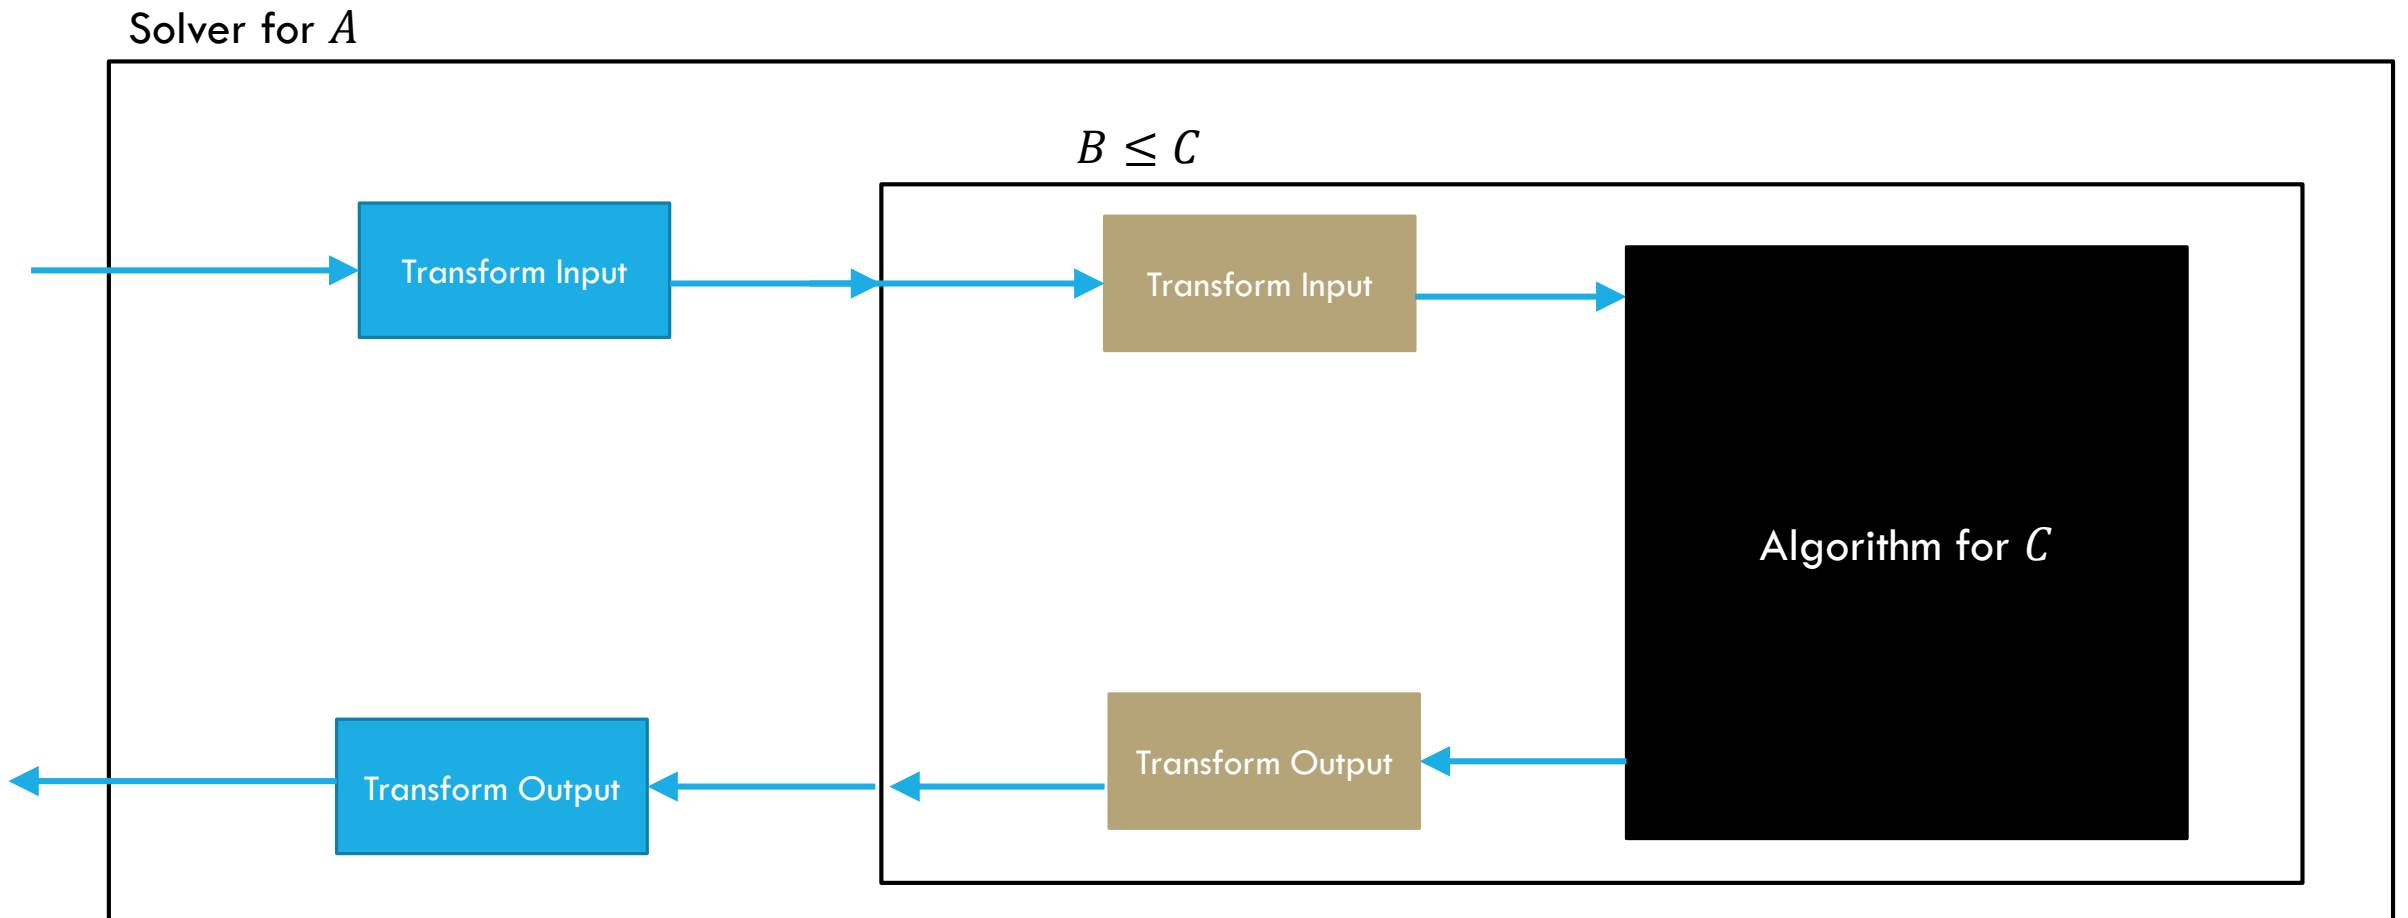 Solver for A
B ≤ C
Transform Input
Transform Input
Algorithm for C
Transform Output
Transform Output